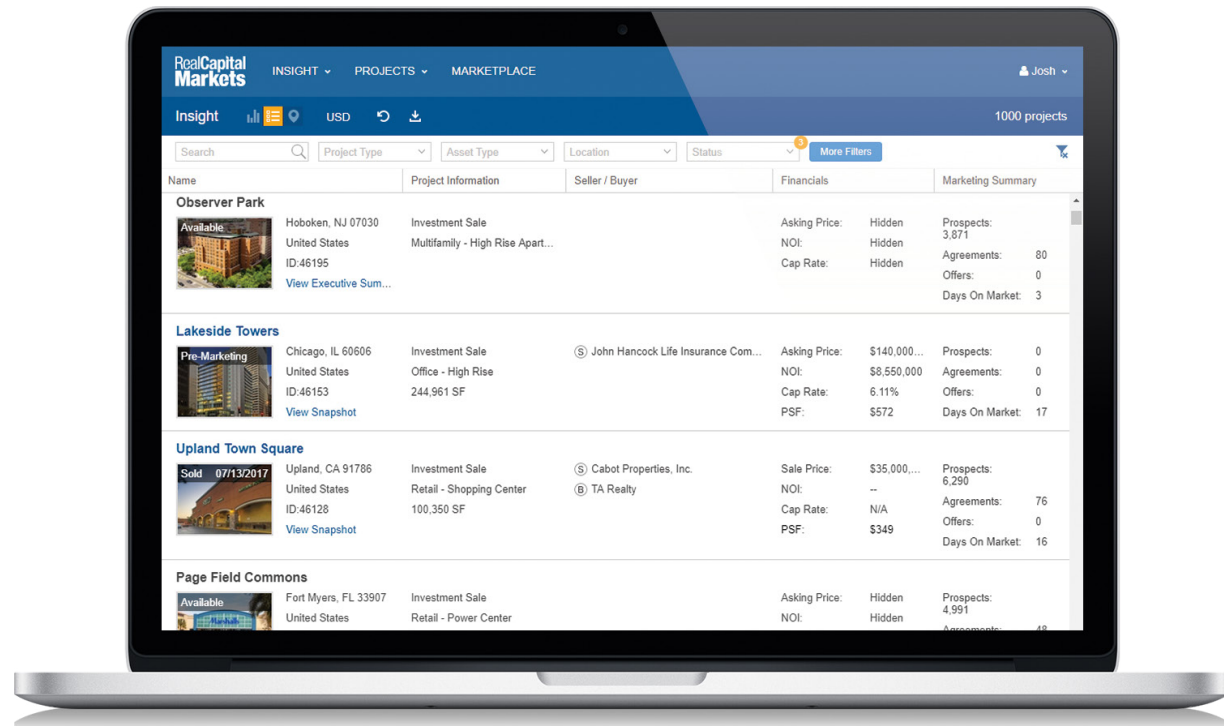 RealCapital
Markets
INSIGHT
PROJECTS
MARKETPLACE
Josh
Insight
USD
1000 projects
Search
Project Type
Asset Type
Location
Status
3
More Filters
Name
Project Information
Seller / Buyer
Financials
Marketing Summary
Observer Park
Available
Hoboken, NJ 07030
United States
ID:46195
View Executive Sum...
Investment Sale
Multifamily - High Rise Apart...
Asking Price: Hidden
NOI: Hidden
Cap Rate: Hidden
Prospects:
3,871
Agreements: 80
Offers: 0
Days On Market: 3
Lakeside Towers
Pre-Marketing
Chicago, IL 60606
United States
ID:46153
View Snapshot
Investment Sale
Office - High Rise
244,961 SF
S John Hancock Life Insurance Com...
Asking Price: $140,000...
NOI: $8,550,000
Cap Rate: 6.11%
PSF: $572
Prospects: 0
Agreements: 0
Offers: 0
Days On Market: 17
Upland Town Square
Sold 07/13/2017
Upland, CA 91786
United States
ID:46128
View Snapshot
Investment Sale
Retail - Shopping Center
100,350 SF
S Cabot Properties, Inc.
B TA Realty
Sale Price: $35,000,...
NOI: --
Cap Rate: N/A
PSF: $349
Prospects:
6,290
Agreements: 76
Offers: 0
Days On Market: 16
Page Field Commons
Available
Marshalls
Fort Myers, FL 33907
United States
Investment Sale
Retail - Power Center
Asking Price: Hidden
NOI: Hidden
Prospects:
4,991
Agreements: 48